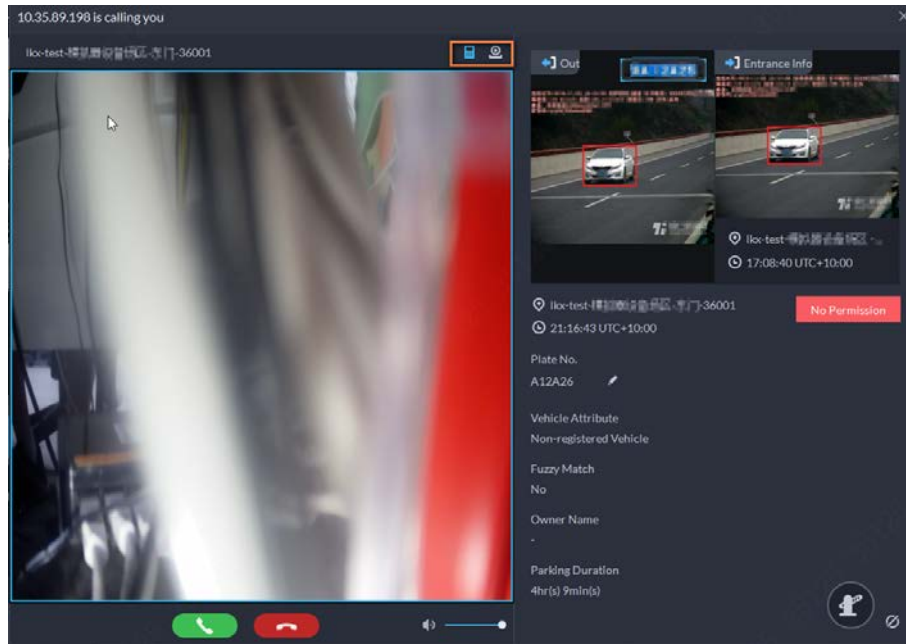 10.35.89.198 is calling you
lkx-test-
-36001
Out
Entrance Info
lkx-test-
17:08:40 UTC+10:00
lkx-test-
-36001
No Permission
21:16:43 UTC+10:00
Plate No.
A12A26
Vehicle Attribute
Non-registered Vehicle
Fuzzy Match
No
Owner Name
-
Parking Duration
4hr(s) 9min(s)